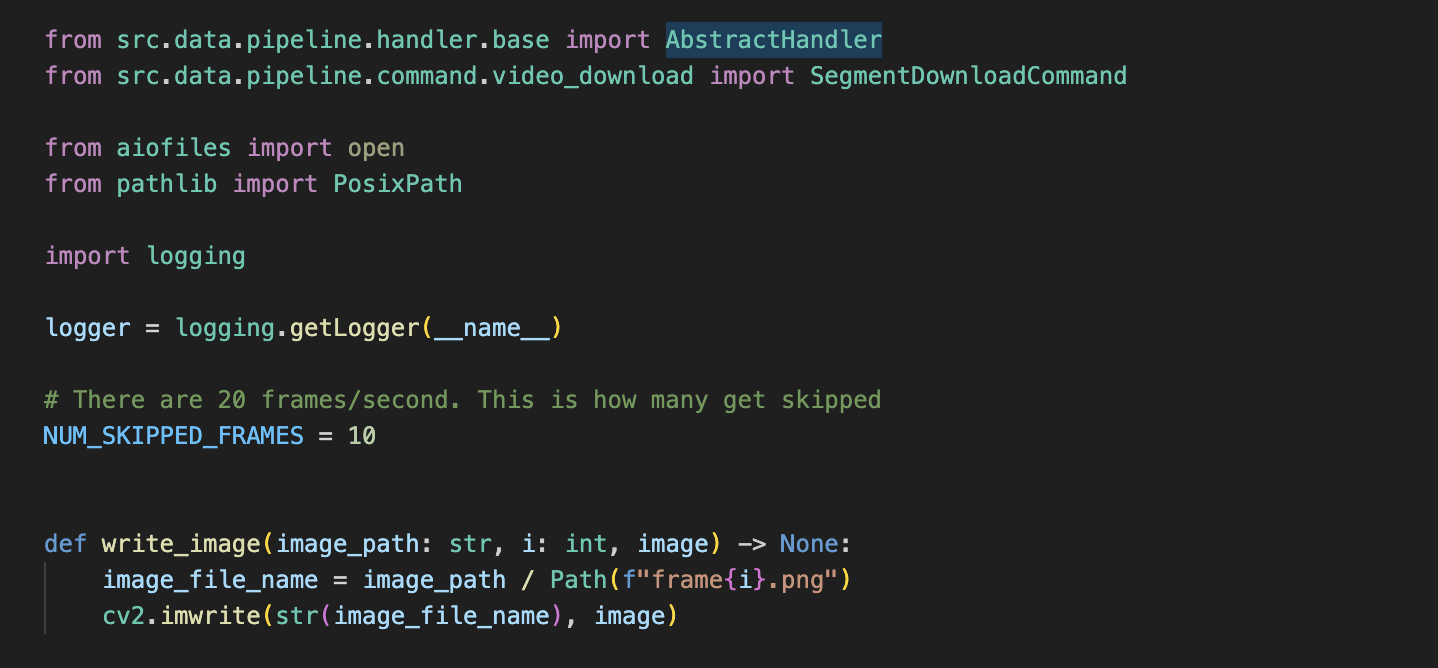 from src.data.pipeline.handler.base import AbstractHandler
from src.data.pipeline.command.video_download import SegmentDownloadCommand
from aiofiles import open
from pathlib import PosixPath
import logging
logger = logging.getLogger(__name__)
# There are 20 frames/second. This is how many get skipped
NUM_SKIPPED_FRAMES = 10
def write_image(image_path: str, i: int, image) -> None:
    image_file_name = image_path / Path(f"frame{i}.png")
    cv2.imwrite(str(image_file_name), image)